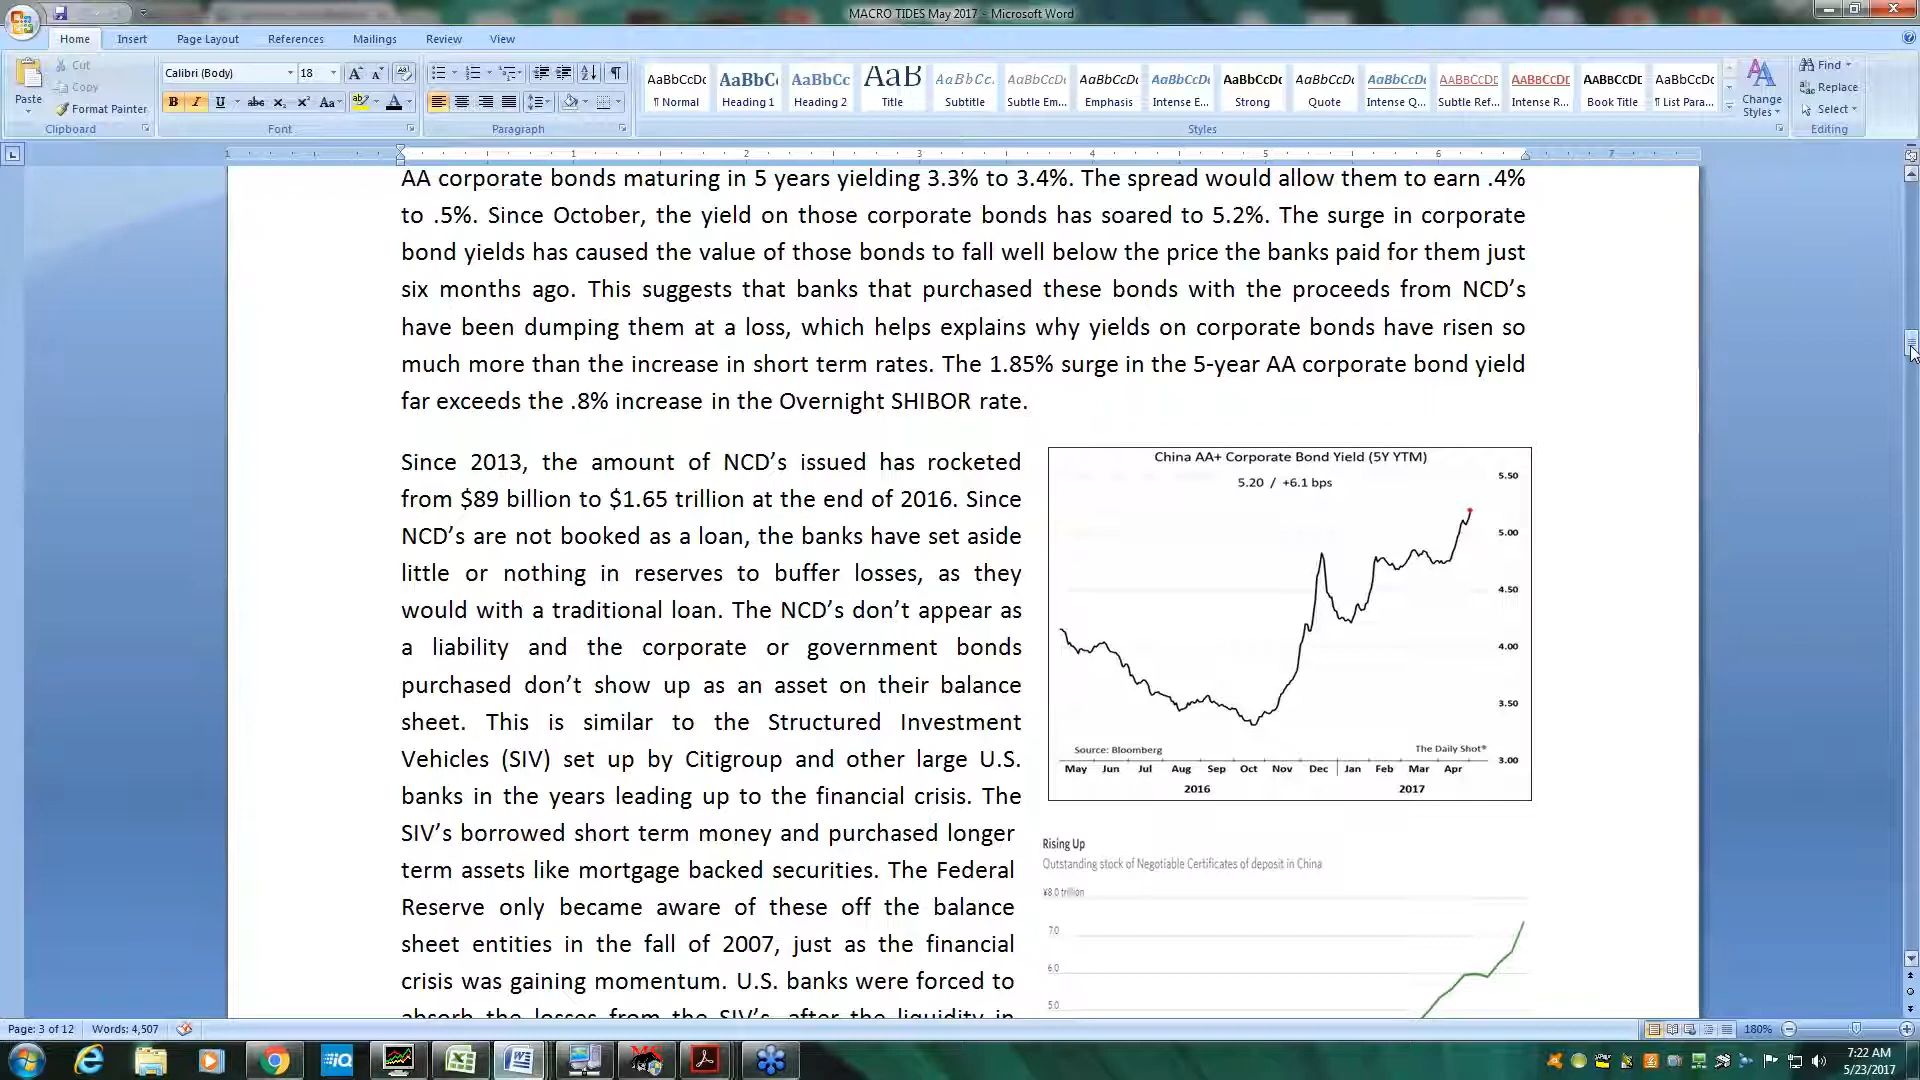 MACRO TIDES May 2017 - Microsoft Word
Home Insert Page Layout References Mailings Review View
Cut
Calibri (Body) 18
Find
Copy
Paste
Replace
Format Painter
Select
AaBbCcDc AaBbC AaBbCc AaB AaBbCc. AaBbCcDc AaBbCcDc AaBbCcDc AaBbCcDc AaBbCcDc AaBbCcDc AABBCCDE AABBCCDE AABBCCDE AaBbCcDc
¶ Normal Heading 1 Heading 2 Title Subtitle Subtle Em... Emphasis Intense E... Strong Quote Intense Q... Subtle Ref... Intense R... Book Title ¶ List Para...
Change
Styles
Clipboard Font Paragraph Styles Editing
1 1 2 3 4 5 6 7
AA corporate bonds maturing in 5 years yielding 3.3% to 3.4%. The spread would allow them to earn .4%
to .5%. Since October, the yield on those corporate bonds has soared to 5.2%. The surge in corporate
bond yields has caused the value of those bonds to fall well below the price the banks paid for them just
six months ago. This suggests that banks that purchased these bonds with the proceeds from NCD’s
have been dumping them at a loss, which helps explains why yields on corporate bonds have risen so
much more than the increase in short term rates. The 1.85% surge in the 5-year AA corporate bond yield
far exceeds the .8% increase in the Overnight SHIBOR rate.
Since 2013, the amount of NCD’s issued has rocketed
from $89 billion to $1.65 trillion at the end of 2016. Since
NCD’s are not booked as a loan, the banks have set aside
little or nothing in reserves to buffer losses, as they
would with a traditional loan. The NCD’s don’t appear as
a liability and the corporate or government bonds
purchased don’t show up as an asset on their balance
sheet. This is similar to the Structured Investment
Vehicles (SIV) set up by Citigroup and other large U.S.
banks in the years leading up to the financial crisis. The
SIV’s borrowed short term money and purchased longer
term assets like mortgage backed securities. The Federal
Reserve only became aware of these off the balance
sheet entities in the fall of 2007, just as the financial
crisis was gaining momentum. U.S. banks were forced to
absorb the losses from the SIV’s, after the liquidity in
China AA+ Corporate Bond Yield (5Y YTM)
5.20 / +6.1 bps
5.50
5.00
4.50
4.00
3.50
3.00
Source: Bloomberg The Daily Shot®
May Jun Jul Aug Sep Oct Nov Dec Jan Feb Mar Apr
2016 2017
Rising Up
Outstanding stock of Negotiable Certificates of deposit in China
¥8.0 trillion
7.0
6.0
5.0
Page: 3 of 12 Words: 4,507
180%
7:22 AM
5/23/2017